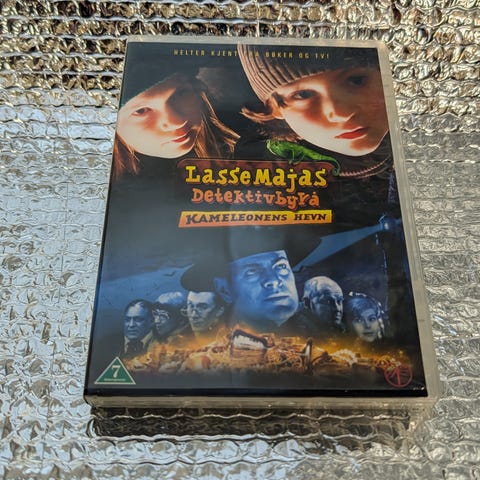 HELTER KJENT FRA BØKER OG TV!
LasseMajas
Detektivbyrå
KAMELEONENS HEVN
7